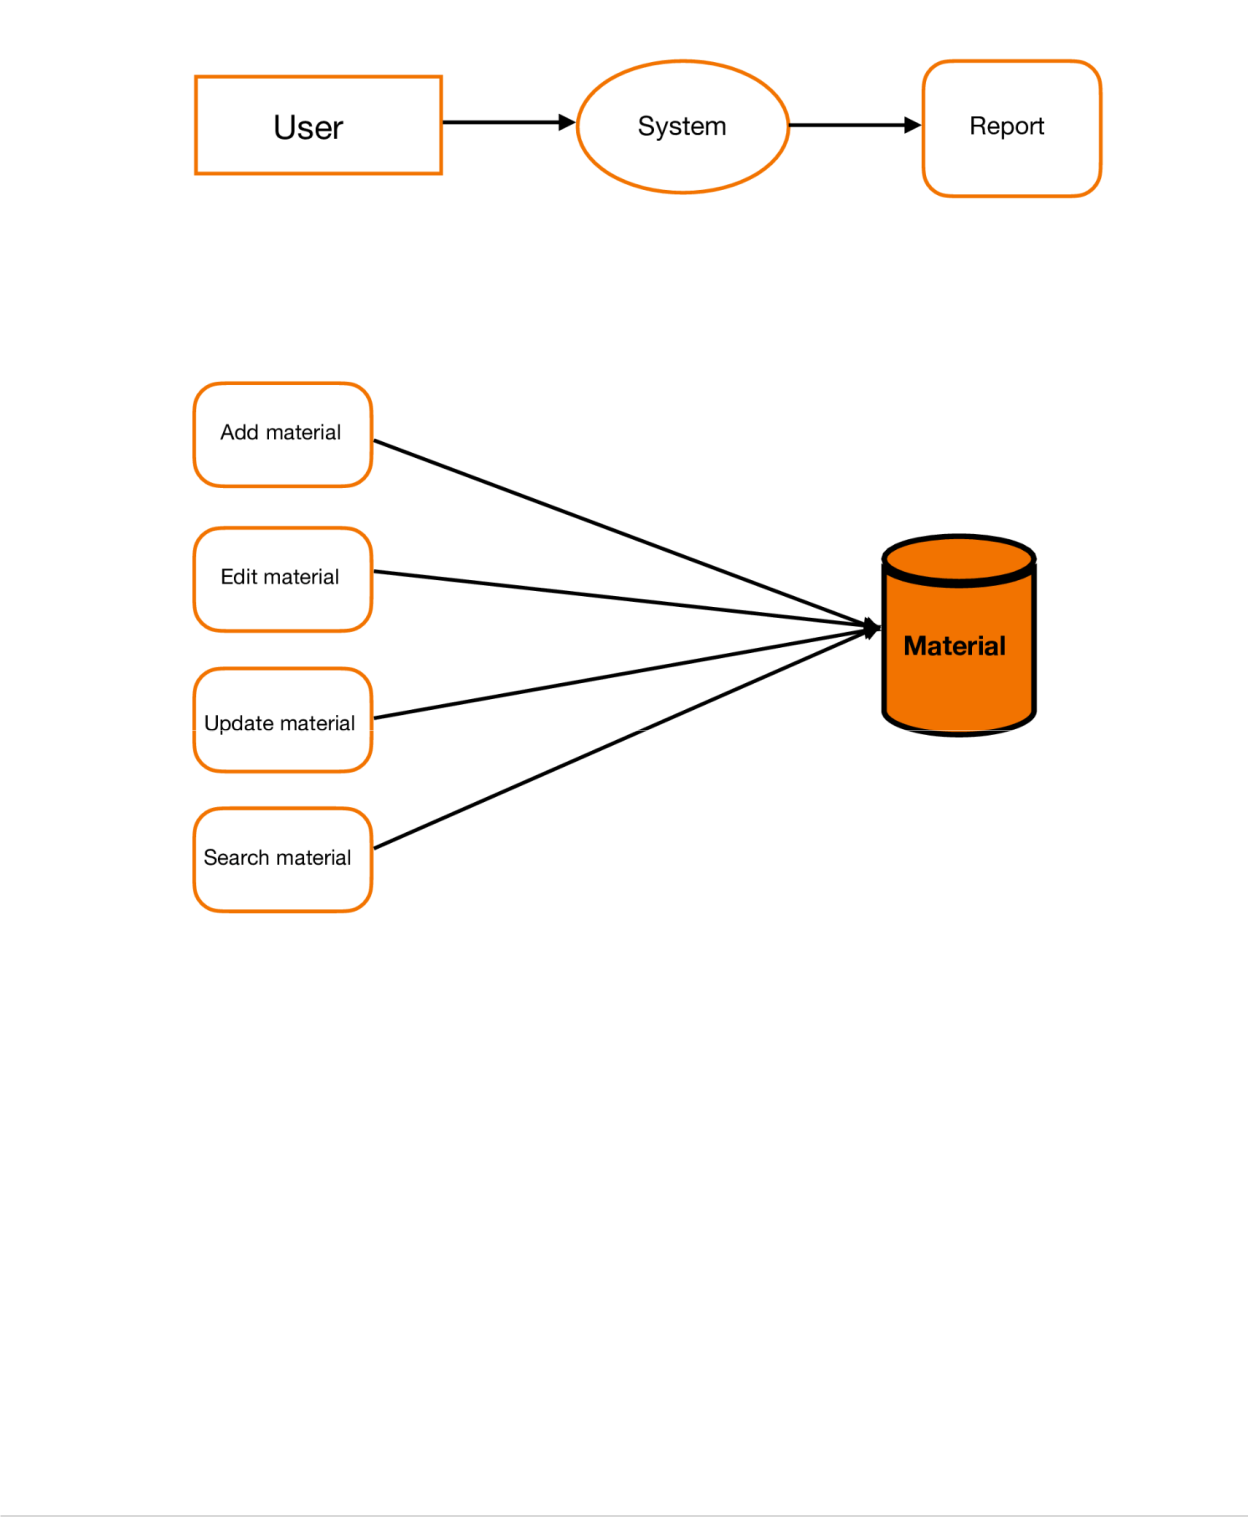 User
System
Report
Add material
Edit material
Material
Update material
Search material